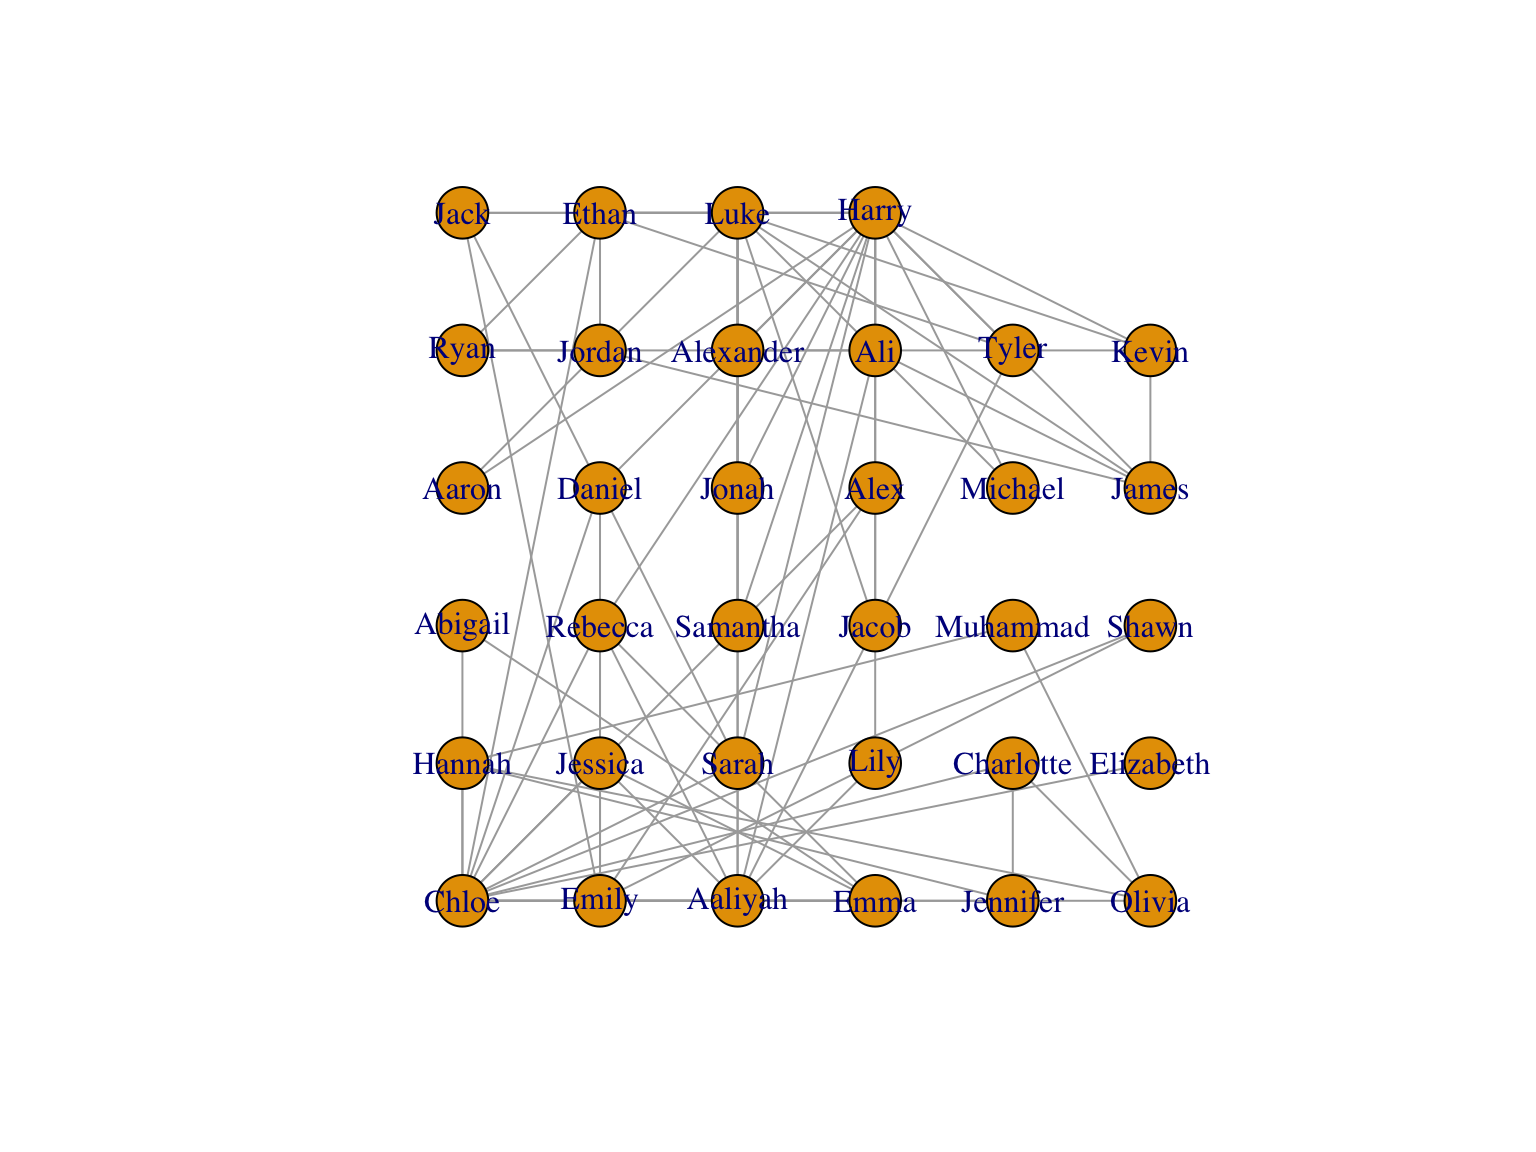 Jack Ethan Luke Harry
Ryan Jordan Alexander Ali Tyler Kevin
Aaron Daniel Jonah Alex Michael James
Abigail Rebecca Samantha Jacob Muhammad Shawn
Hannah Jessica Sarah Lily Charlotte Elizabeth
Chloe Emily Aaliyah Emma Jennifer Olivia